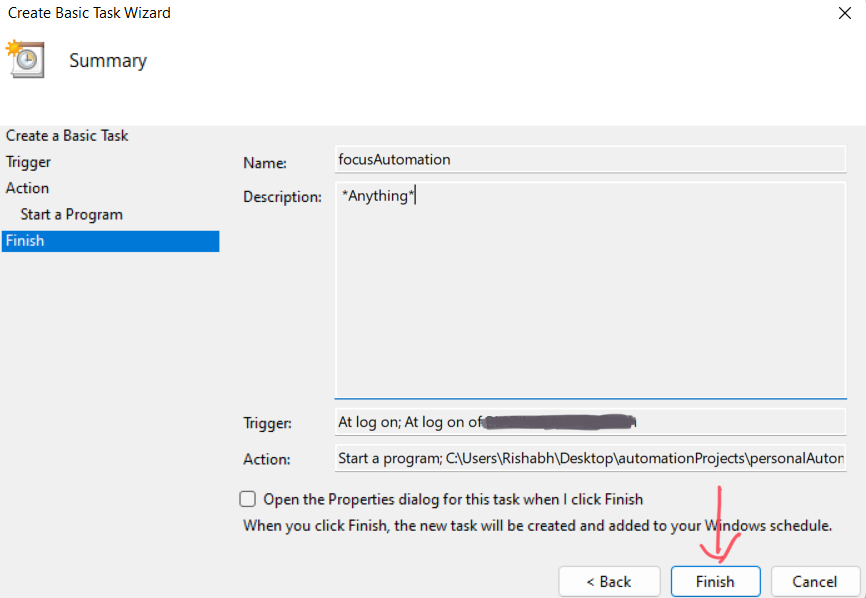 Create Basic Task Wizard
Summary
Create a Basic Task
Trigger
Action
Start a Program
Finish
Name: focusAutomation
Description: *Anything*
Trigger: At log on; At log on of
Action: Start a program; C:\Users\Rishabh\Desktop\automationProjects\personalAutom
Open the Properties dialog for this task when I click Finish
When you click Finish, the new task will be created and added to your Windows schedule.
< Back Finish Cancel